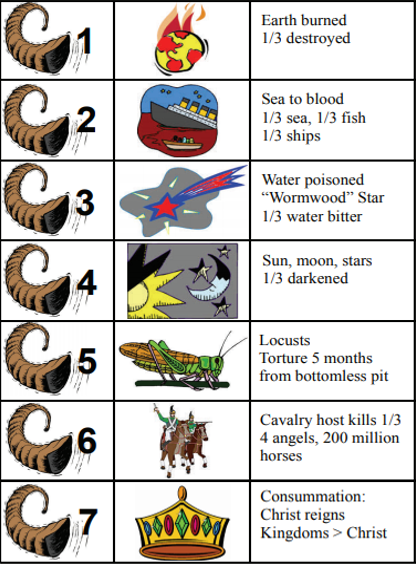 1
Earth burned
1/3 destroyed
2
Sea to blood
1/3 sea, 1/3 fish
1/3 ships
3
Water poisoned
“Wormwood” Star
1/3 water bitter
4
Sun, moon, stars
1/3 darkened
5
Locusts
Torture 5 months
from bottomless pit
6
Cavalry host kills 1/3
4 angels, 200 million
horses
7
Consummation:
Christ reigns
Kingdoms > Christ